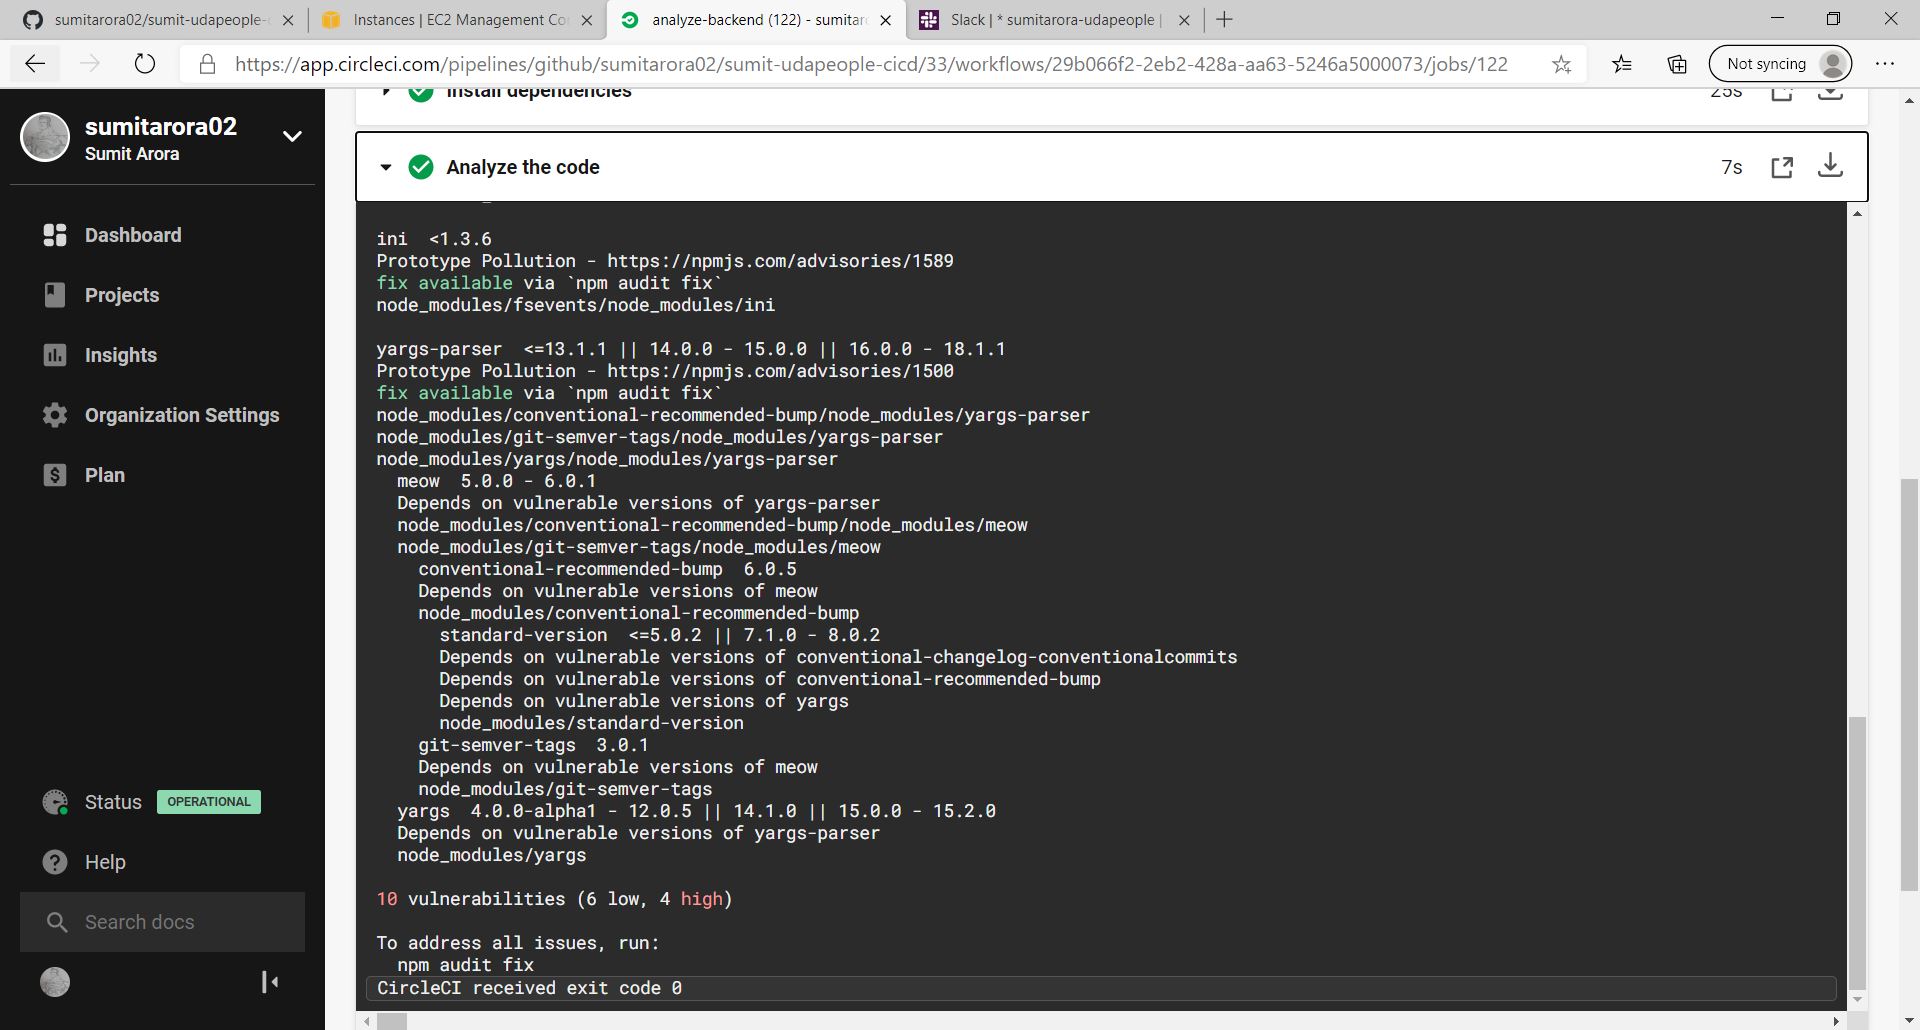 sumitarora02/sumit-udapeople-
Instances | EC2 Management Co
analyze-backend (122) - sumitaro
Slack | * sumitarora-udapeople |
https://app.circleci.com/pipelines/github/sumitarora02/sumit-udapeople-cicd/33/workflows/29b066f2-2eb2-428a-aa63-5246a5000073/jobs/122
Not syncing
sumitarora02
Sumit Arora
Dashboard
Projects
Insights
Organization Settings
Plan
Status OPERATIONAL
Help
Search docs
Install dependencies 25s
Analyze the code 7s
ini <1.3.6
Prototype Pollution - https://npmjs.com/advisories/1589
fix available via `npm audit fix`
node_modules/fsevents/node_modules/ini
yargs-parser <=13.1.1 || 14.0.0 - 15.0.0 || 16.0.0 - 18.1.1
Prototype Pollution - https://npmjs.com/advisories/1500
fix available via `npm audit fix`
node_modules/conventional-recommended-bump/node_modules/yargs-parser
node_modules/git-semver-tags/node_modules/yargs-parser
node_modules/yargs/node_modules/yargs-parser
meow 5.0.0 - 6.0.1
Depends on vulnerable versions of yargs-parser
node_modules/conventional-recommended-bump/node_modules/meow
node_modules/git-semver-tags/node_modules/meow
conventional-recommended-bump 6.0.5
Depends on vulnerable versions of meow
node_modules/conventional-recommended-bump
standard-version <=5.0.2 || 7.1.0 - 8.0.2
Depends on vulnerable versions of conventional-changelog-conventionalcommits
Depends on vulnerable versions of conventional-recommended-bump
Depends on vulnerable versions of yargs
node_modules/standard-version
git-semver-tags 3.0.1
Depends on vulnerable versions of meow
node_modules/git-semver-tags
yargs 4.0.0-alpha1 - 12.0.5 || 14.1.0 || 15.0.0 - 15.2.0
Depends on vulnerable versions of yargs-parser
node_modules/yargs
10 vulnerabilities (6 low, 4 high)
To address all issues, run:
npm audit fix
CircleCI received exit code 0